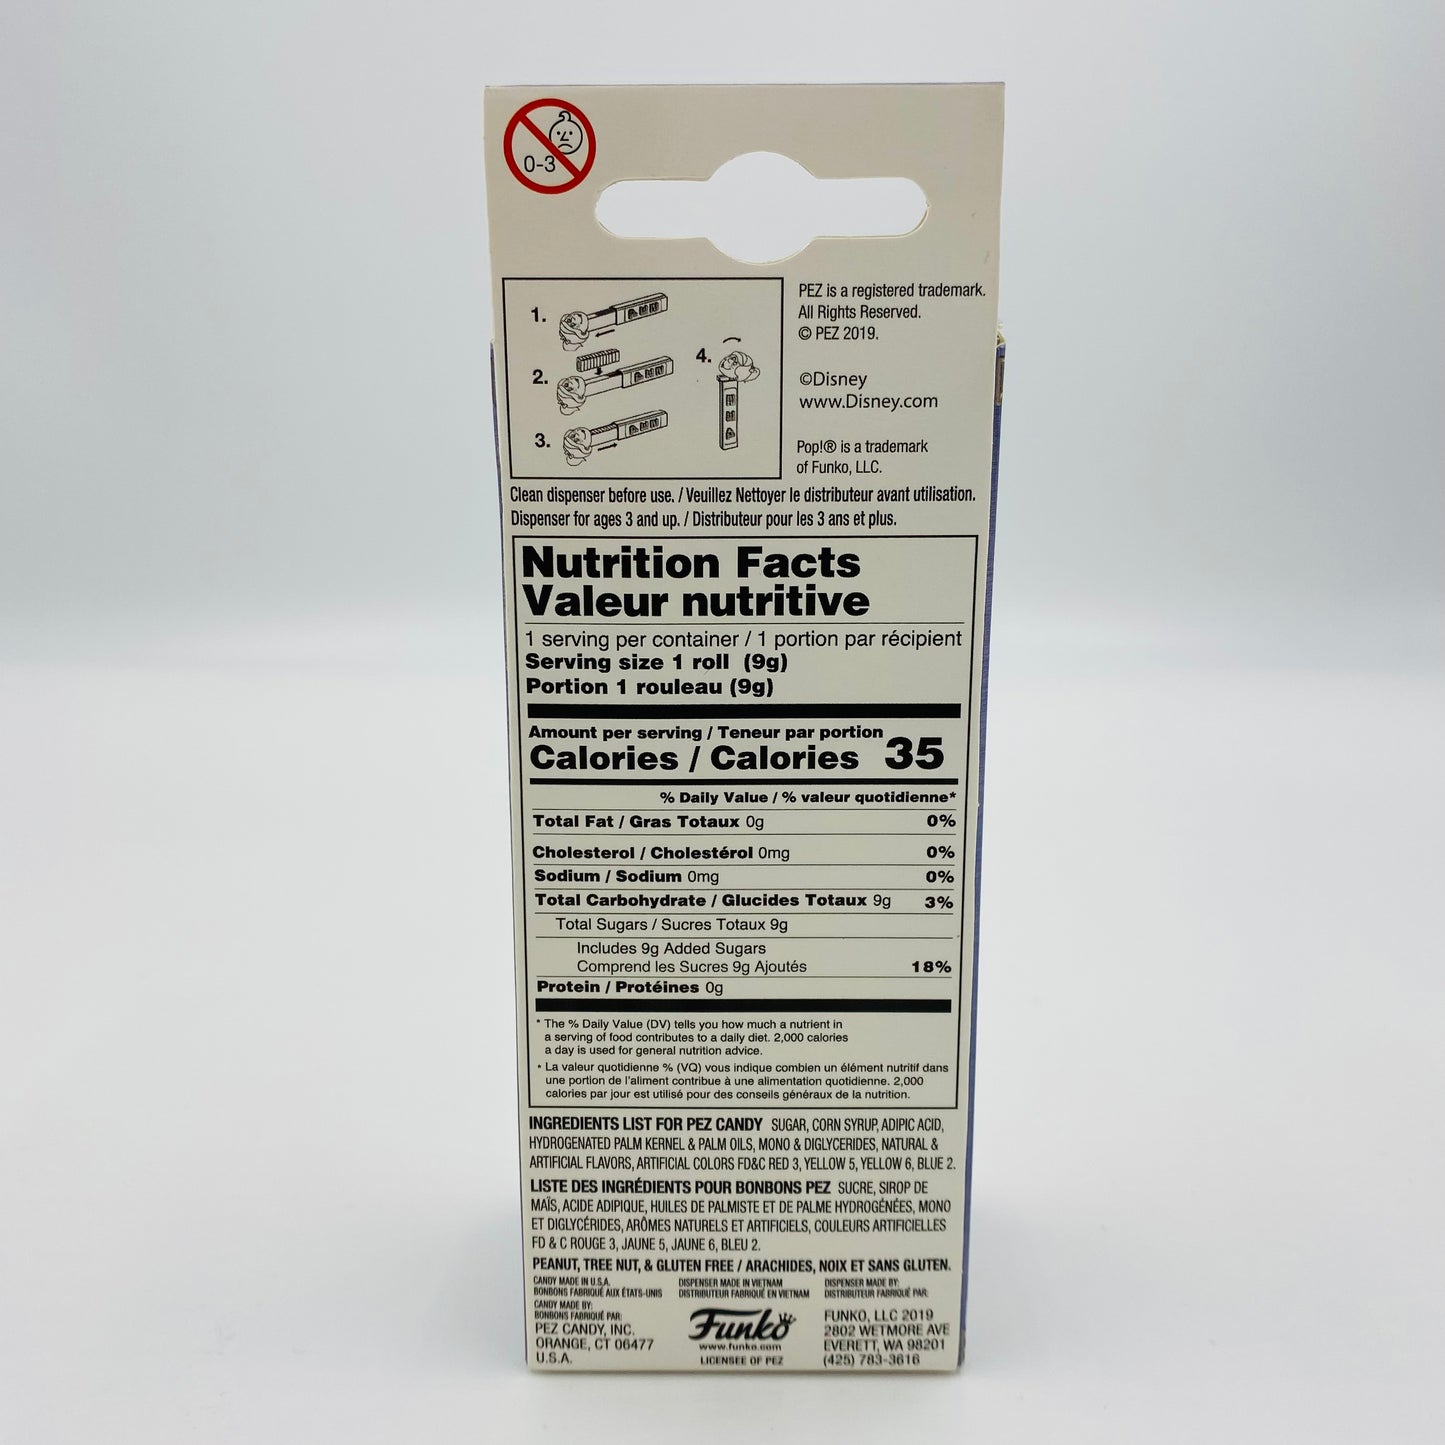 0-3
PEZ is a registered trademark.
All Rights Reserved.
© PEZ 2019.
©Disney
www.Disney.com
Pop!® is a trademark
of Funko, LLC.
1.
2.
3.
4.
Clean dispenser before use. / Veuillez Nettoyer le distributeur avant utilisation.
Dispenser for ages 3 and up. / Distributeur pour les 3 ans et plus.
Nutrition Facts
Valeur nutritive
1 serving per container / 1 portion par récipient
Serving size 1 roll (9g)
Portion 1 rouleau (9g)
Amount per serving / Teneur par portion
Calories / Calories 35
% Daily Value / % valeur quotidienne*
Total Fat / Gras Totaux 0g 0%
Cholesterol / Cholestérol 0mg 0%
Sodium / Sodium 0mg 0%
Total Carbohydrate / Glucides Totaux 9g 3%
Total Sugars / Sucres Totaux 9g
Includes 9g Added Sugars
Comprend les Sucres 9g Ajoutés 18%
Protein / Protéines 0g
* The % Daily Value (DV) tells you how much a nutrient in
a serving of food contributes to a daily diet. 2,000 calories
a day is used for general nutrition advice.
* La valeur quotidienne % (VQ) vous indique combien un élément nutritif dans
une portion de l'aliment contribue à une alimentation quotidienne. 2,000
calories par jour est utilisé pour des conseils généraux de la nutrition.
INGREDIENTS LIST FOR PEZ CANDY SUGAR, CORN SYRUP, ADIPIC ACID,
HYDROGENATED PALM KERNEL & PALM OILS, MONO & DIGLYCERIDES, NATURAL &
ARTIFICIAL FLAVORS, ARTIFICIAL COLORS FD&C RED 3, YELLOW 5, YELLOW 6, BLUE 2.
LISTE DES INGRÉDIENTS POUR BONBONS PEZ SUCRE, SIROP DE
MAÏS, ACIDE ADIPIQUE, HUILES DE PALMISTE ET DE PALME HYDROGÉNÉES, MONO
ET DIGLYCÉRIDES, ARÔMES NATURELS ET ARTIFICIELS, COULEURS ARTIFICIELLES
FD & C ROUGE 3, JAUNE 5, JAUNE 6, BLEU 2.
PEANUT, TREE NUT, & GLUTEN FREE / ARACHIDES, NOIX ET SANS GLUTEN.
CANDY MADE IN U.S.A.
BONBONS FABRIQUÉ AUX ÉTATS-UNIS
CANDY MADE BY:
BONBONS FABRIQUÉ PAR:
PEZ CANDY, INC.
ORANGE, CT 06477
U.S.A.
DISPENSER MADE IN VIETNAM
DISTRIBUTEUR FABRIQUÉ EN VIETNAM
Funko
www.funko.com
LICENSEE OF PEZ
DISPENSER MADE BY:
DISTRIBUTEUR FABRIQUÉ PAR:
FUNKO, LLC 2019
2802 WETMORE AVE
EVERETT, WA 98201
(425) 783-3616